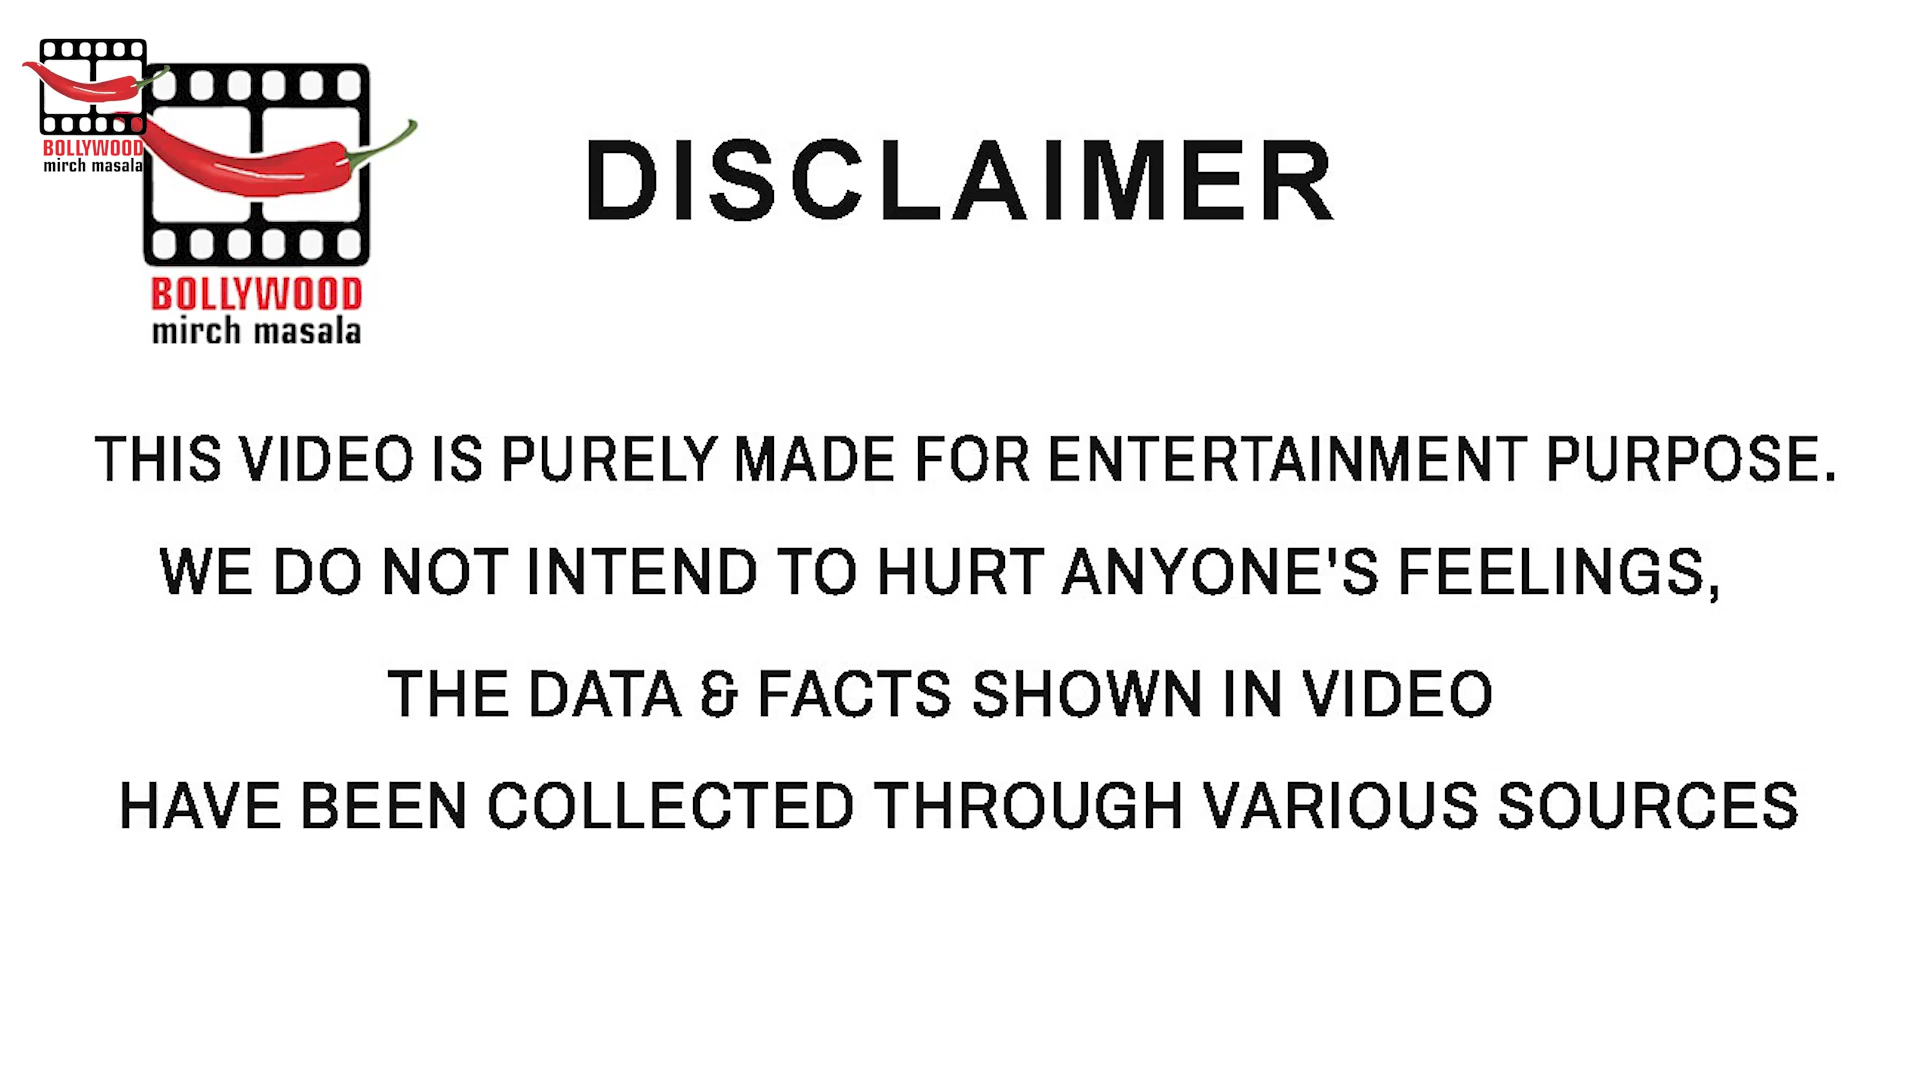 BOLLYWOOD
mirch masala
BOLLYWOOD
mirch masala
DISCLAIMER
THIS VIDEO IS PURELY MADE FOR ENTERTAINMENT PURPOSE.
WE DO NOT INTEND TO HURT ANYONE'S FEELINGS,
THE DATA & FACTS SHOWN IN VIDEO
HAVE BEEN COLLECTED THROUGH VARIOUS SOURCES